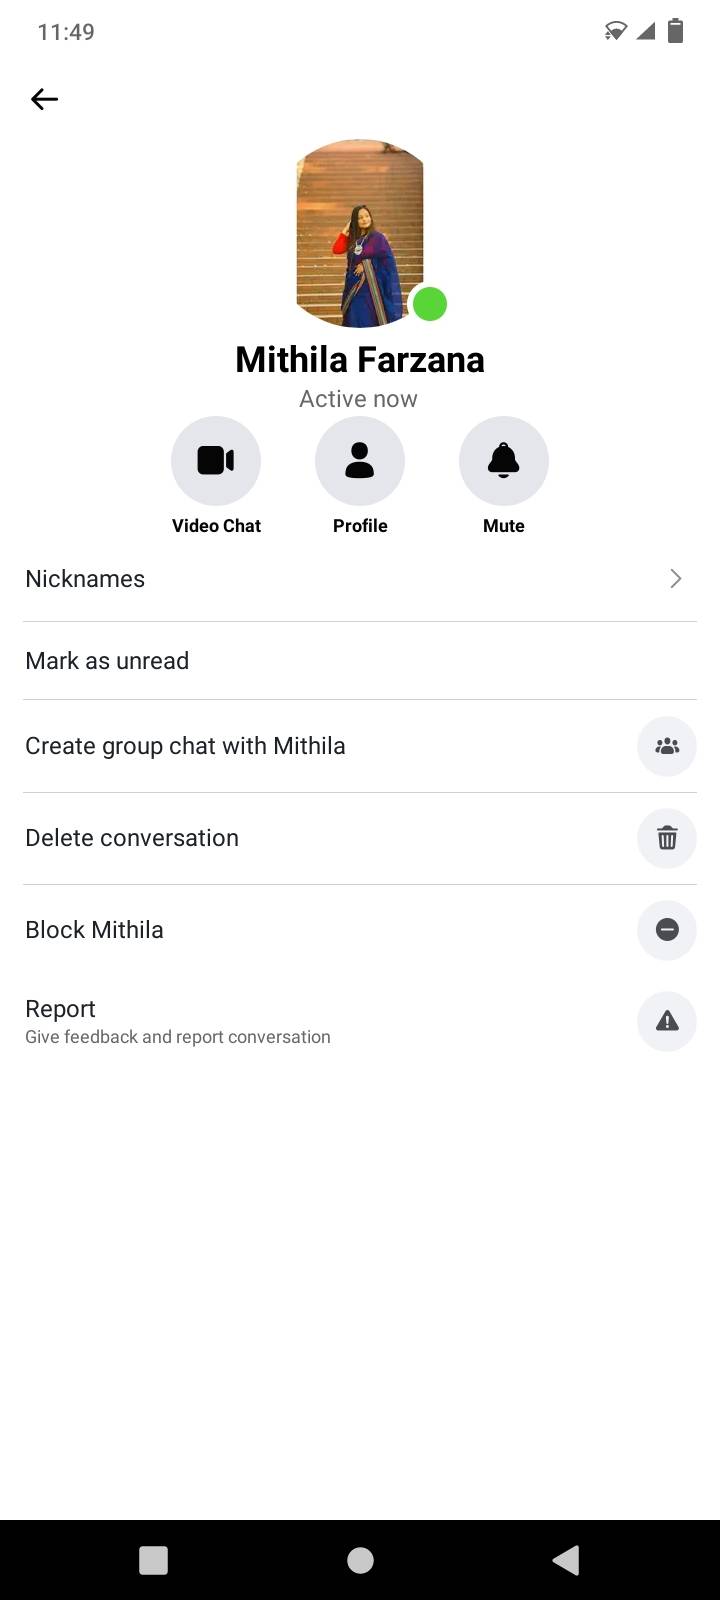 11:49
Mithila Farzana
Active now
Video Chat
Profile
Mute
Nicknames
Mark as unread
Create group chat with Mithila
Delete conversation
Block Mithila
Report
Give feedback and report conversation